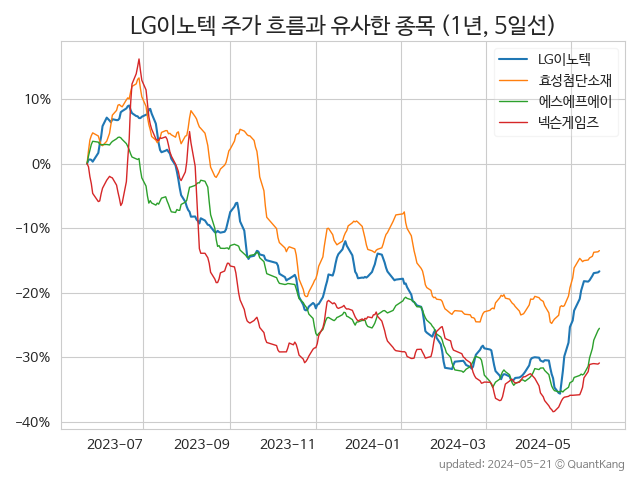 LG이노텍 주가 흐름과 유사한 종목 (1년, 5일선)
LG이노텍
효성첨단소재
에스에프에이
넥슨게임즈
10%
0%
−10%
−20%
−30%
−40%
2023-07
2023-09
2023-11
2024-01
2024-03
2024-05
updated: 2024-05-21 © QuantKang